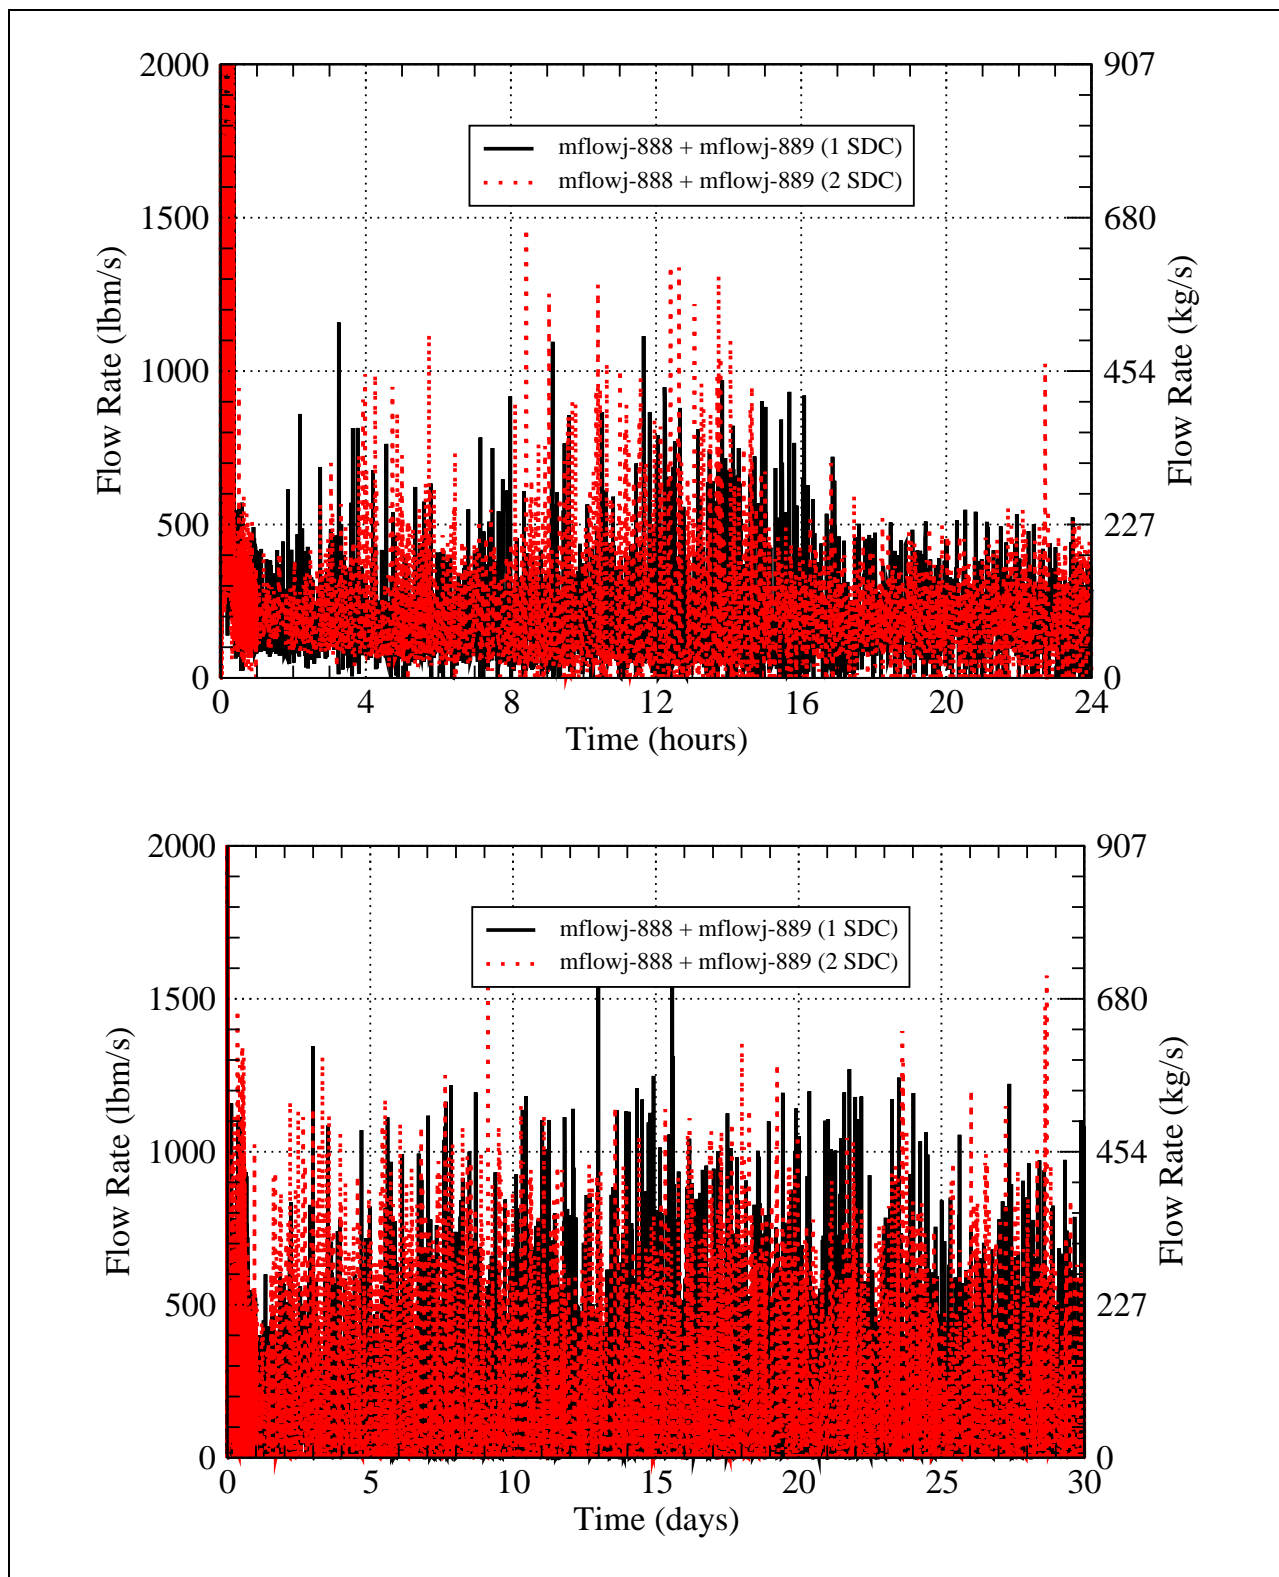 2000
1500
1000
500
0
Flow Rate (lbm/s)
907
680
454
227
0
Flow Rate (kg/s)
mflowj-888 + mflowj-889 (1 SDC)
mflowj-888 + mflowj-889 (2 SDC)
0 4 8 12 16 20 24
Time (hours)
2000
1500
1000
500
0
Flow Rate (lbm/s)
907
680
454
227
0
Flow Rate (kg/s)
mflowj-888 + mflowj-889 (1 SDC)
mflowj-888 + mflowj-889 (2 SDC)
0 5 10 15 20 25 30
Time (days)